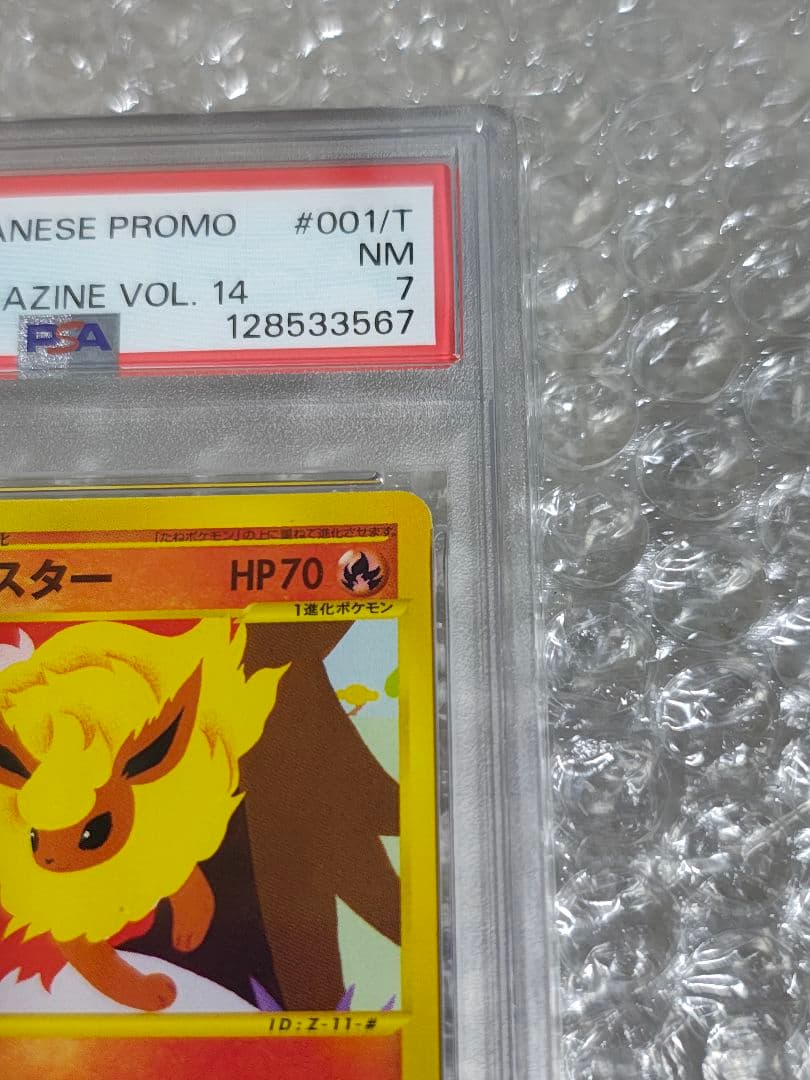 ANESE PROMO #001/T
NM
AZINE VOL. 14 7
PSA 128533567
化
「たねポケモン」の上に重ねて進化させます。
スター HP70
1進化ポケモン
ID:Z-11-#